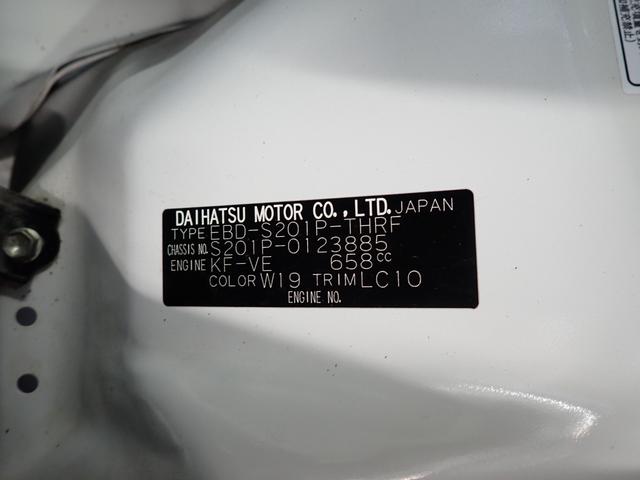 DAIHATSU MOTOR CO., LTD. JAPAN
TYPE EBD-S201P-THRF
CHASSIS NO. S201P-0123885
ENGINE KF-VE 658cc
COLOR W19 TRIM LC10
ENGINE NO.